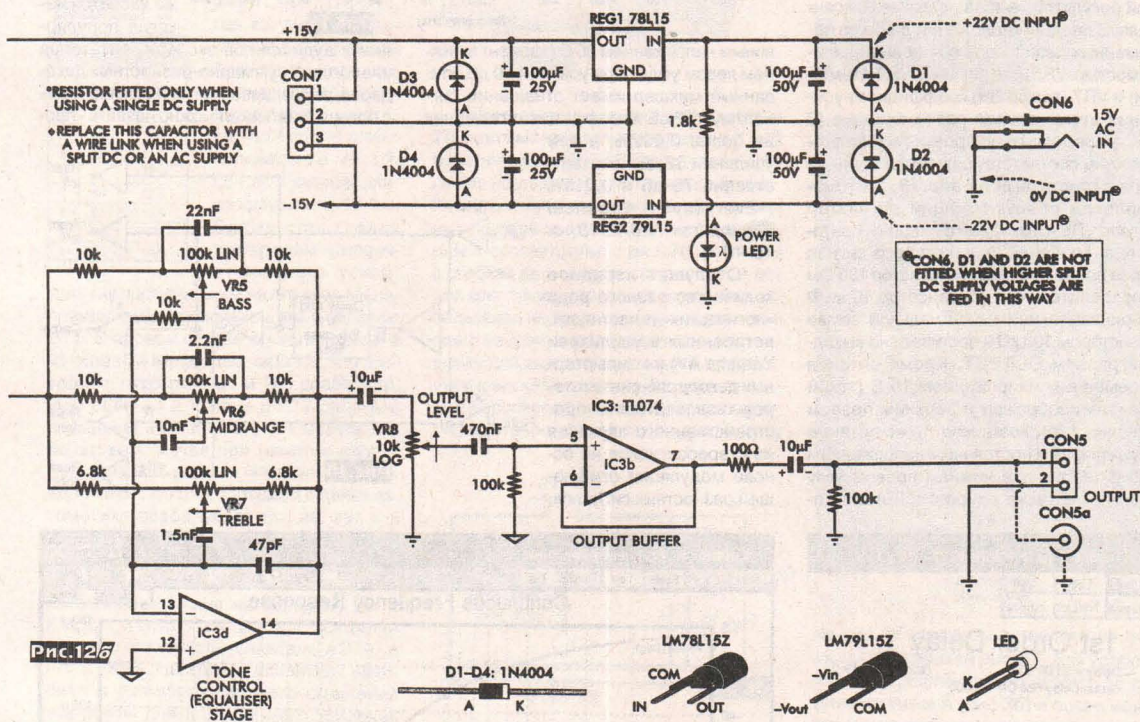 REG1 78L15
+22V DC INPUT⊕
+15V
OUT IN
GND
CON7
1
2
3
D3
1N4004
K
A
100µF
25V
1.8k
100µF
50V
+
K
A
D1
1N4004
CON6
15V
AC
IN
*RESISTOR FITTED ONLY WHEN
USING A SINGLE DC SUPPLY
◆REPLACE THIS CAPACITOR WITH
A WIRE LINK WHEN USING A
SPLIT DC OR AN AC SUPPLY
D4
1N4004
K
A
100µF
25V
GND
OUT IN
REG2 79L15
100µF
50V
K
A
D2
1N4004
0V DC INPUT⊕
-22V DC INPUT⊕
–15V
A
λ
K
POWER
LED
⊕CON6, D1 AND D2 ARE NOT
FITTED WHEN HIGHER SPLIT
DC SUPPLY VOLTAGES ARE
FED IN THIS WAY
22nF
10k
100k LIN
10k
10k
VR5
BASS
2.2nF
10k
100k LIN
10k
10nF
VR6
MIDRANGE
6.8k
100k LIN
6.8k
VR7
TREBLE
1.5nF
47pF
10µF
+
OUTPUT
LEVEL
VR8
10k
LOG
470nF
100k
IC3: TL074
5
+
6
–
IC3b
7
OUTPUT BUFFER
100Ω
10µF
+
100k
CON5
1
2
OUTPUT
CON5a
13
–
12
+
IC3d
14
Рис.12б
TONE
CONTROL
(EQUALISER)
STAGE
D1–D4: 1N4004
A K
LM78L15Z
COM
IN OUT
LM79L15Z
–Vin
–Vout
COM
LED
K
A